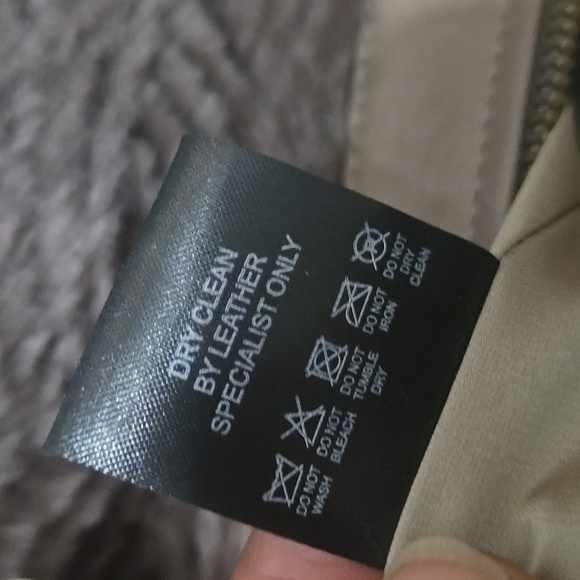 DRY CLEAN
BY LEATHER
SPECIALIST ONLY
DO NOT
WASH
DO NOT
BLEACH
DO NOT
TUMBLE
DRY
DO NOT
IRON
DO NOT
DRY
CLEAN